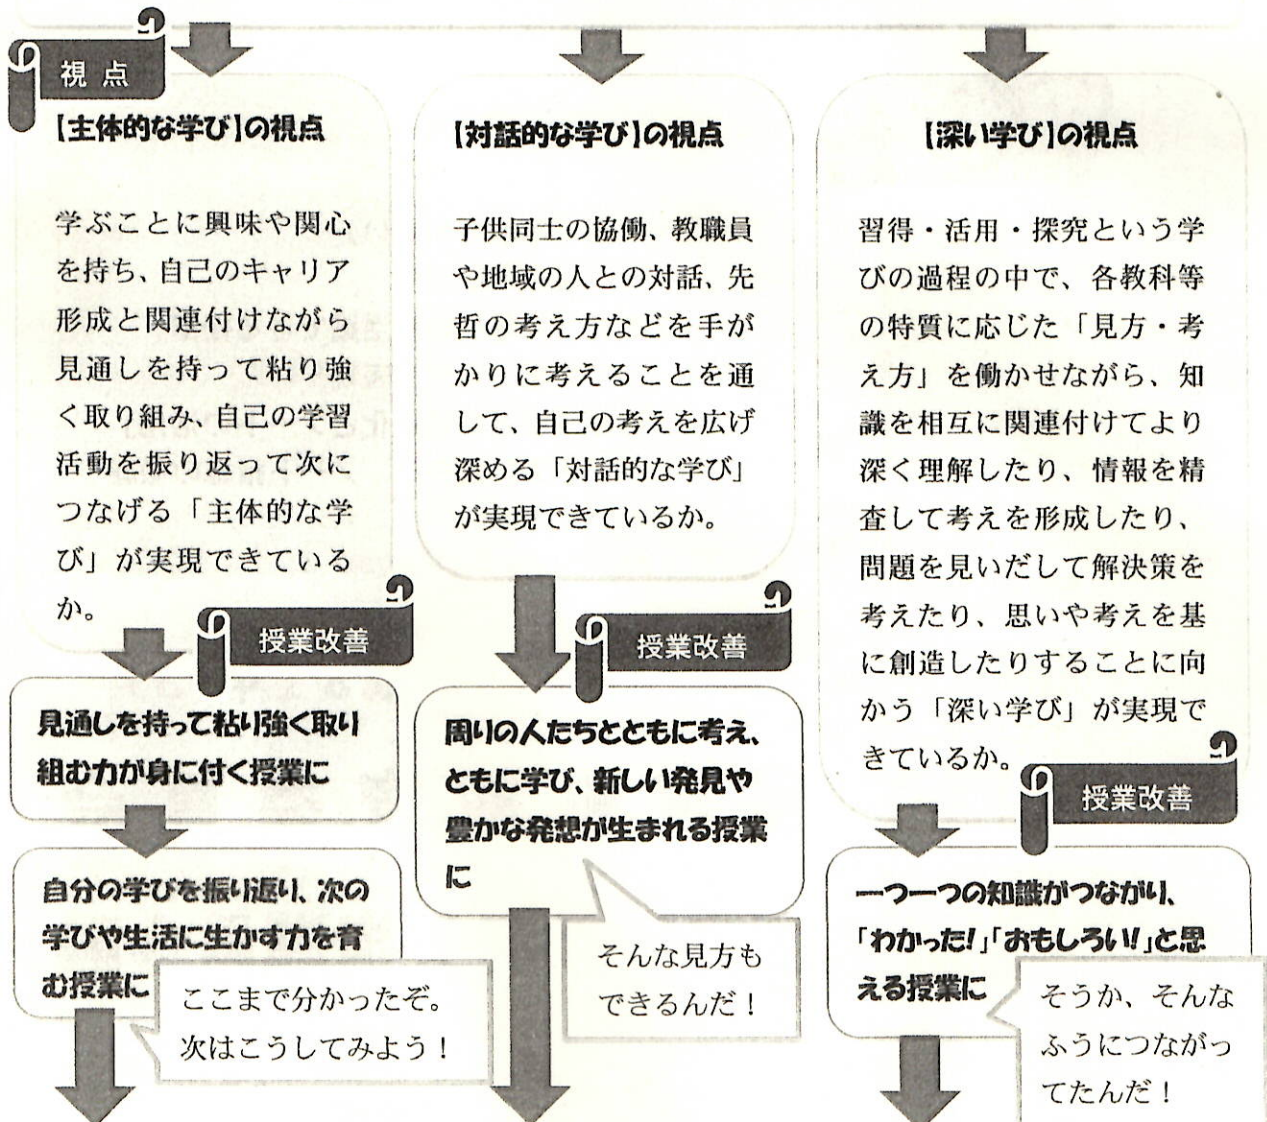 視 点
【主体的な学び】の視点
学ぶことに興味や関心
を持ち、自己のキャリア
形成と関連付けながら
見通しを持って粘り強
く取り組み、自己の学習
活動を振り返って次に
つなげる「主体的な学
び」が実現できている
か。
授業改善
見通しを持って粘り強く取り
組む力が身に付く授業に
自分の学びを振り返り、次の
学びや生活に生かす力を育
む授業に
ここまで分かったぞ。
次はこうしてみよう！
【対話的な学び】の視点
子供同士の協働、教職員
や地域の人との対話、先
哲の考え方などを手が
かりに考えることを通
して、自己の考えを広げ
深める「対話的な学び」
が実現できているか。
授業改善
周りの人たちとともに考え、
ともに学び、新しい発見や
豊かな発想が生まれる授業
に
そんな見方も
できるんだ！
【深い学び】の視点
習得・活用・探究という学
びの過程の中で、各教科等
の特質に応じた「見方・考
え方」を働かせながら、知
識を相互に関連付けてより
深く理解したり、情報を精
査して考えを形成したり、
問題を見いだして解決策を
考えたり、思いや考えを基
に創造したりすることに向
かう「深い学び」が実現で
きているか。
授業改善
一つ一つの知識がつながり、
「わかった!」「おもしろい!」と思
える授業に
そうか、そんな
ふうにつながっ
てたんだ！